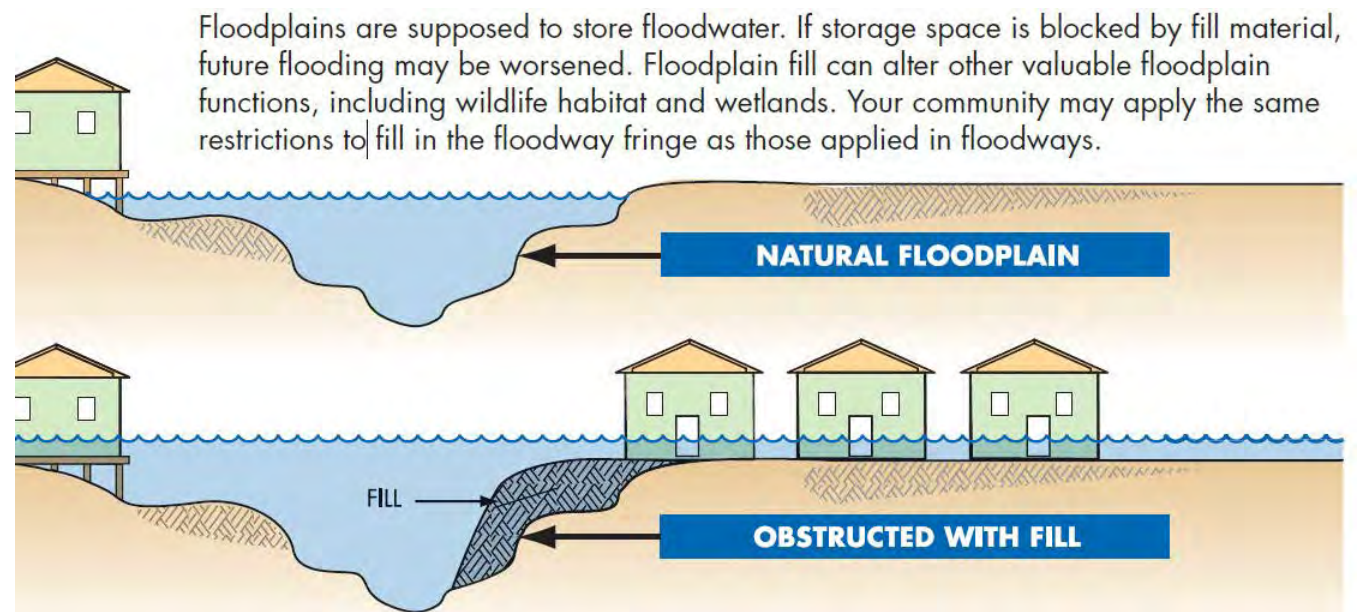 Floodplains are supposed to store floodwater. If storage space is blocked by fill material,
future flooding may be worsened. Floodplain fill can alter other valuable floodplain
functions, including wildlife habitat and wetlands. Your community may apply the same
restrictions to fill in the floodway fringe as those applied in floodways.
NATURAL FLOODPLAIN
FILL
OBSTRUCTED WITH FILL